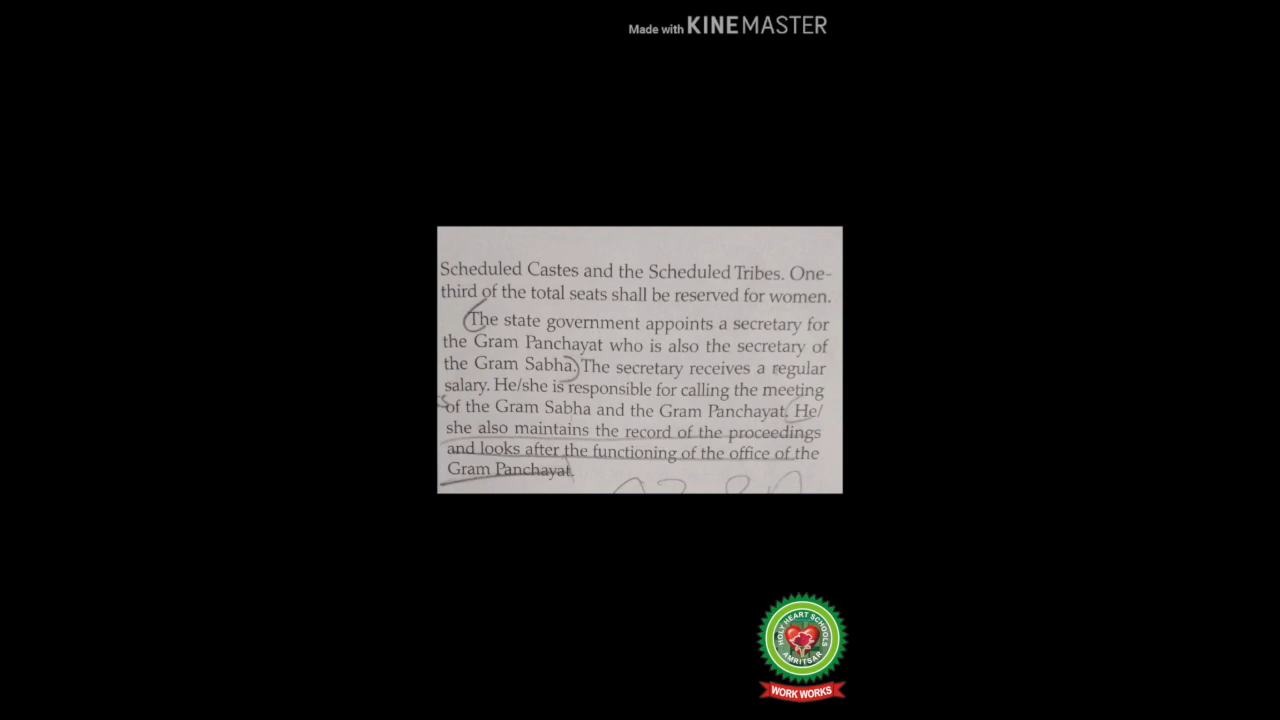 Made with KINEMASTER
Scheduled Castes and the Scheduled Tribes. One-
third of the total seats shall be reserved for women.
The state government appoints a secretary for
the Gram Panchayat who is also the secretary of
the Gram Sabha. The secretary receives a regular
salary. He/she is responsible for calling the meeting
of the Gram Sabha and the Gram Panchayat. He/
she also maintains the record of the proceedings
and looks after the functioning of the office of the
Gram Panchayat.
HOLY HEART SCHOOLS
AMRITSAR
WORK WORKS